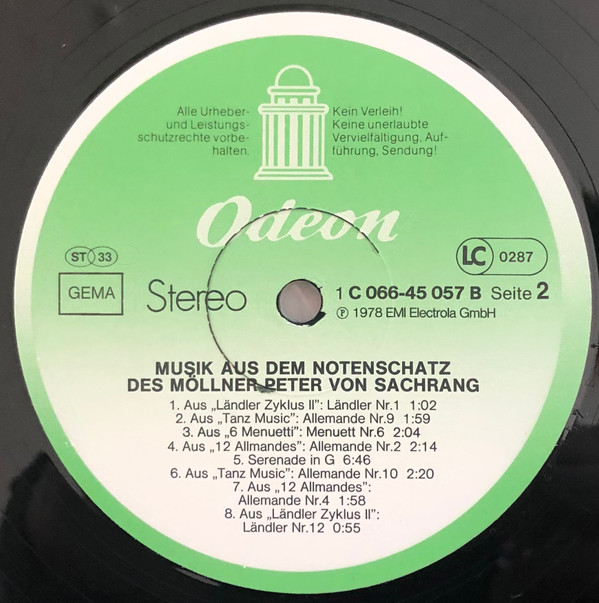 Alle Urheber-
und Leistungs-
schutzrechte vorbe-
halten.
Kein Verleih!
Keine unerlaubte
Vervielfältigung, Auf-
führung, Sendung!
Odeon
ST 33
LC 0287
GEMA
Stereo
1 C 066-45 057 B Seite 2
℗ 1978 EMI Electrola GmbH
MUSIK AUS DEM NOTENSCHATZ
DES MÖLLNER PETER VON SACHRANG
1. Aus „Ländler Zyklus II": Ländler Nr.1 1:02
2. Aus „Tanz Music": Allemande Nr.9 1:59
3. Aus „6 Menuetti": Menuett Nr.6 2:04
4. Aus „12 Allmandes": Allemande Nr.2 2:14
5. Serenade in G 6:46
6. Aus „Tanz Music": Allemande Nr.10 2:20
7. Aus „12 Allmandes":
Allemande Nr.4 1:58
8. Aus „Ländler Zyklus II":
Ländler Nr.12 0:55